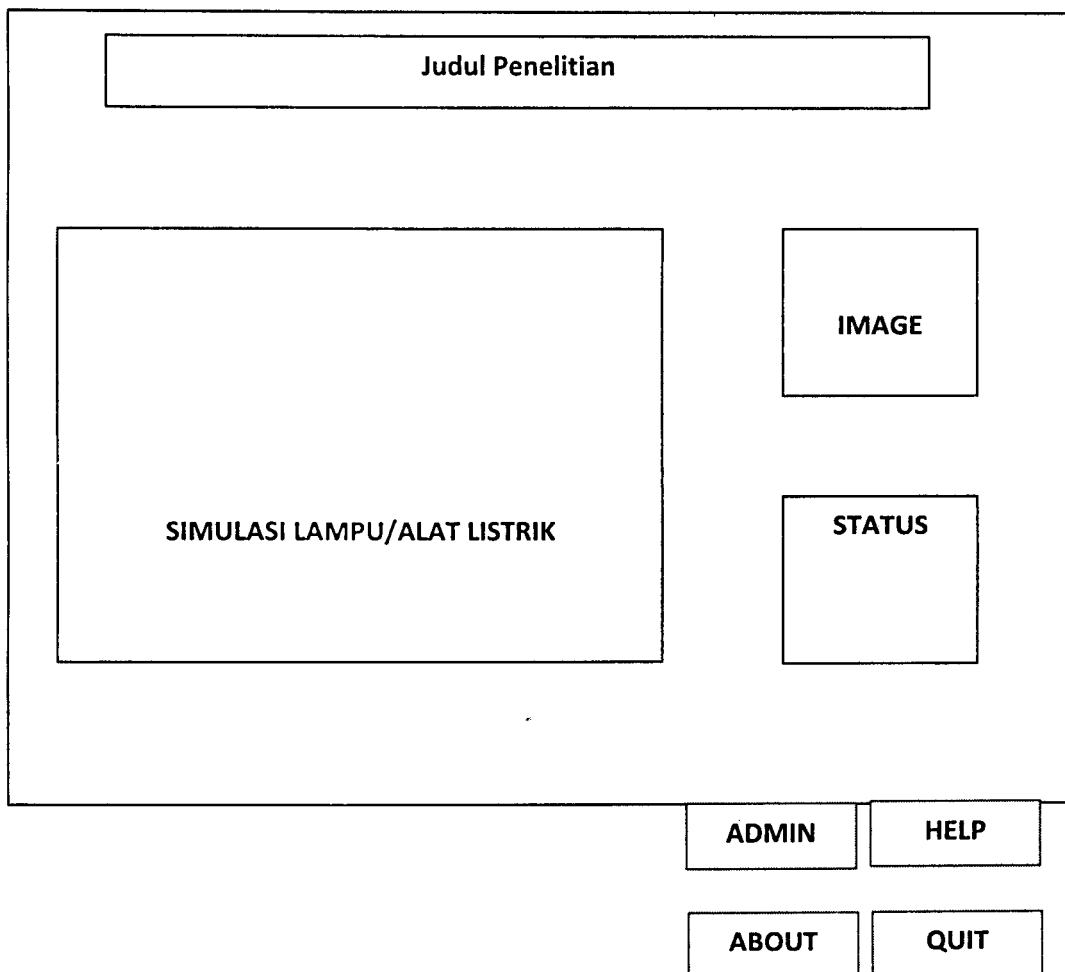 Judul Penelitian
IMAGE
SIMULASI LAMPU/ALAT LISTRIK
STATUS
ADMIN
HELP
ABOUT
QUIT